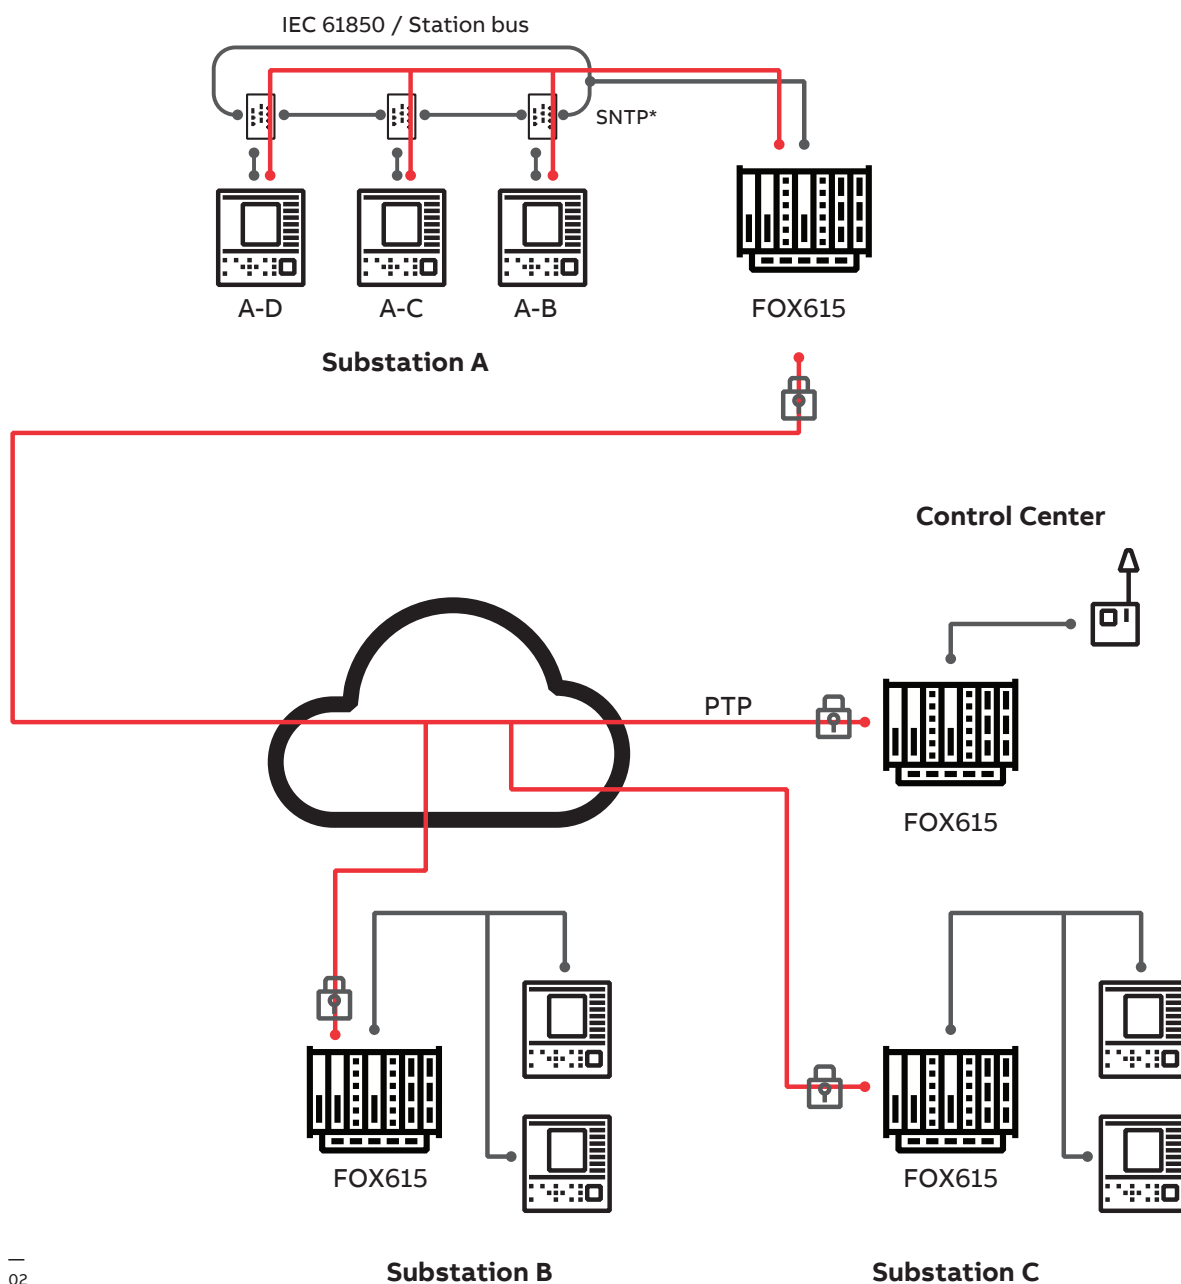 IEC 61850 / Station bus
SNTP*
A-D
A-C
A-B
FOX615
Substation A
Control Center
PTP
FOX615
FOX615
FOX615
Substation B
Substation C
—
02